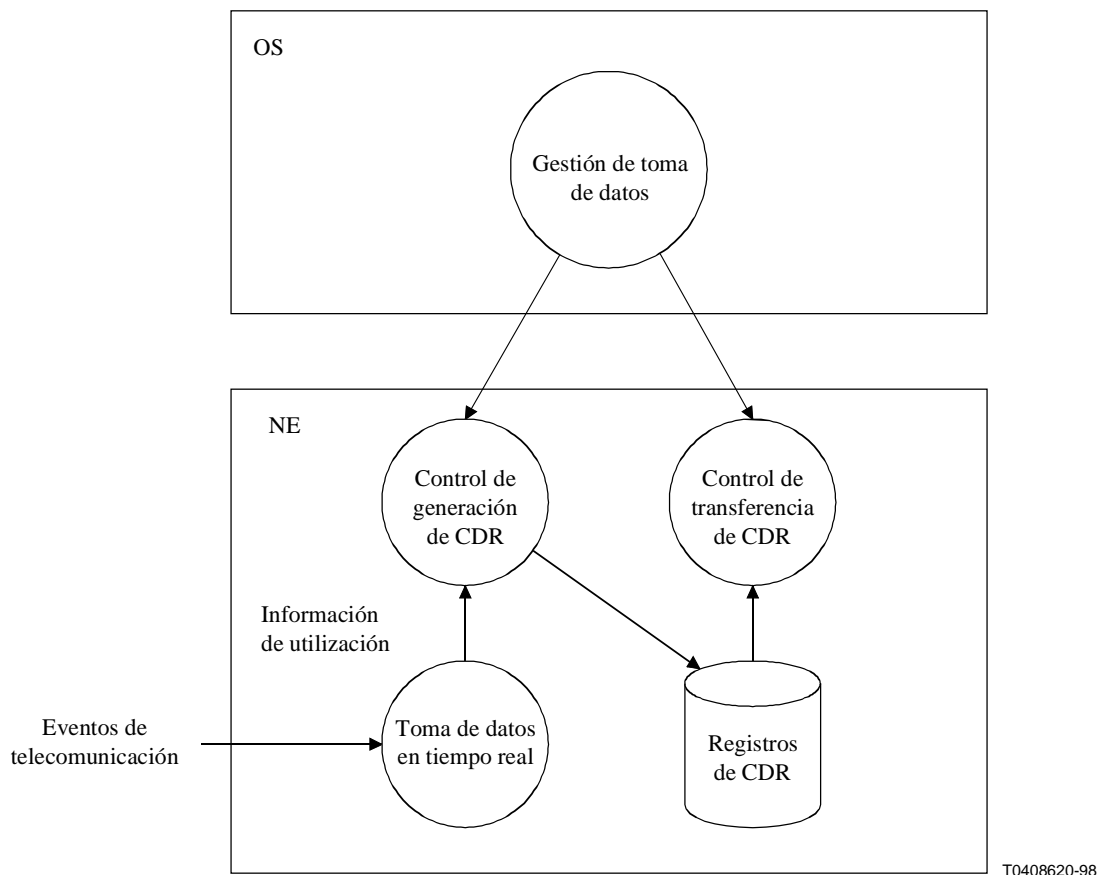 OS
Gestión de toma
de datos
NE
Control de
generación
de CDR
Control de
transferencia
de CDR
Información
de utilización
Eventos de
telecomunicación
Toma de datos
en tiempo real
Registros
de CDR
T0408620-98